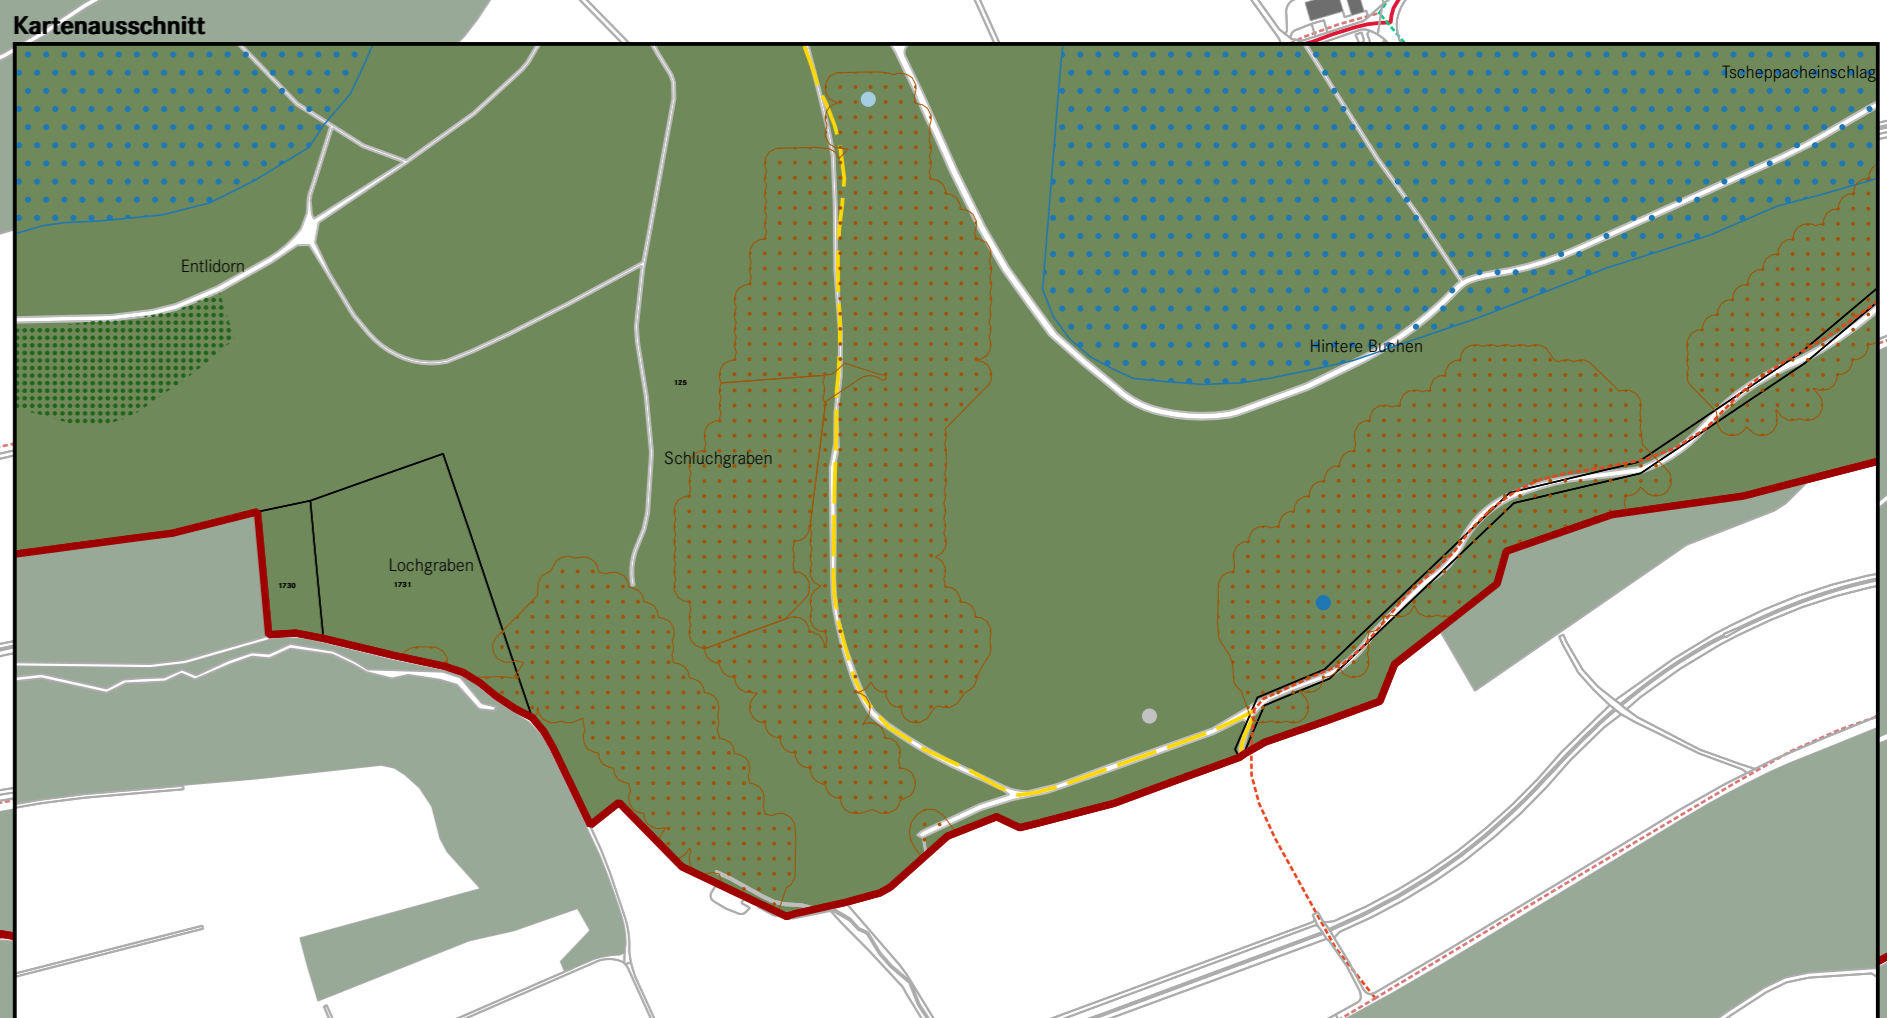 Kartenausschnitt
Tscheppacheinschlag
Entlidorn
Hintere Buchen
125
Schluchgraben
Lochgraben
1730
1731